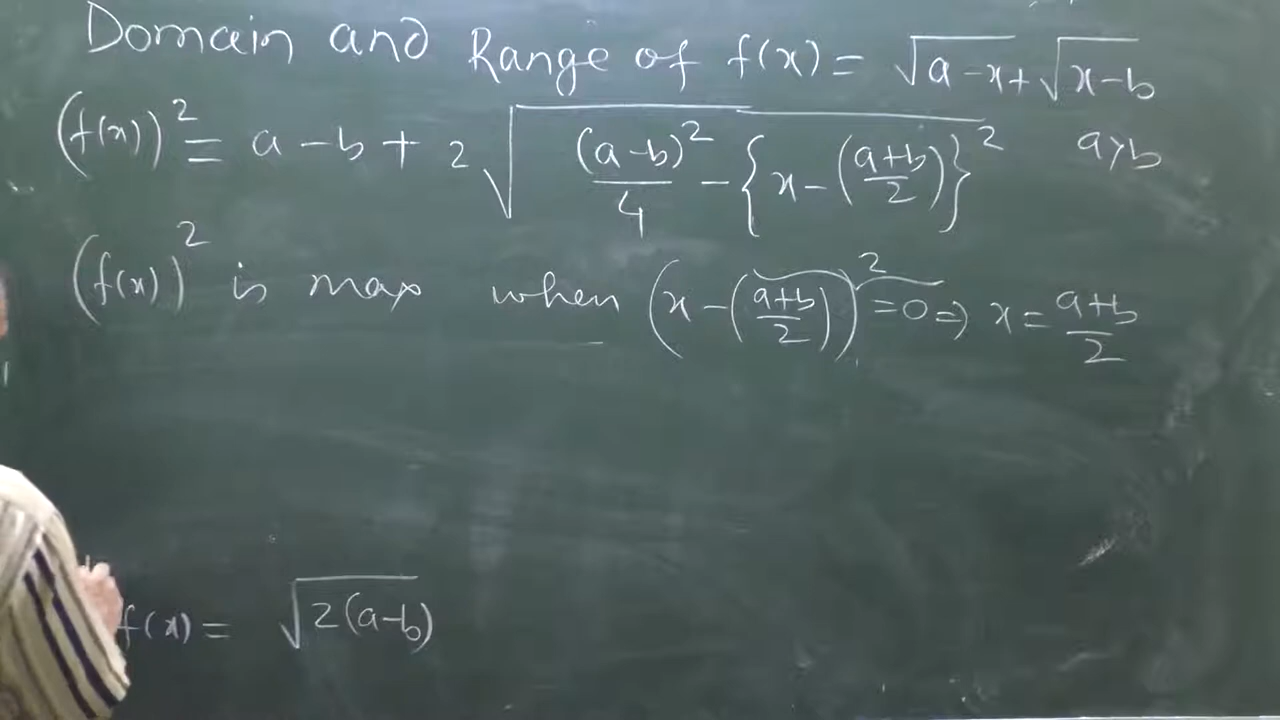 Domain and Range of f(x) = √(a-x) + √(x-b)
(f(x))² = a - b + 2√((a-b)²/4 - {x - ((a+b)/2)}²) a>b
(f(x))² is max when (x - ((a+b)/2))² = 0 ⇒ x = (a+b)/2
f(x) = √(2(a-b))